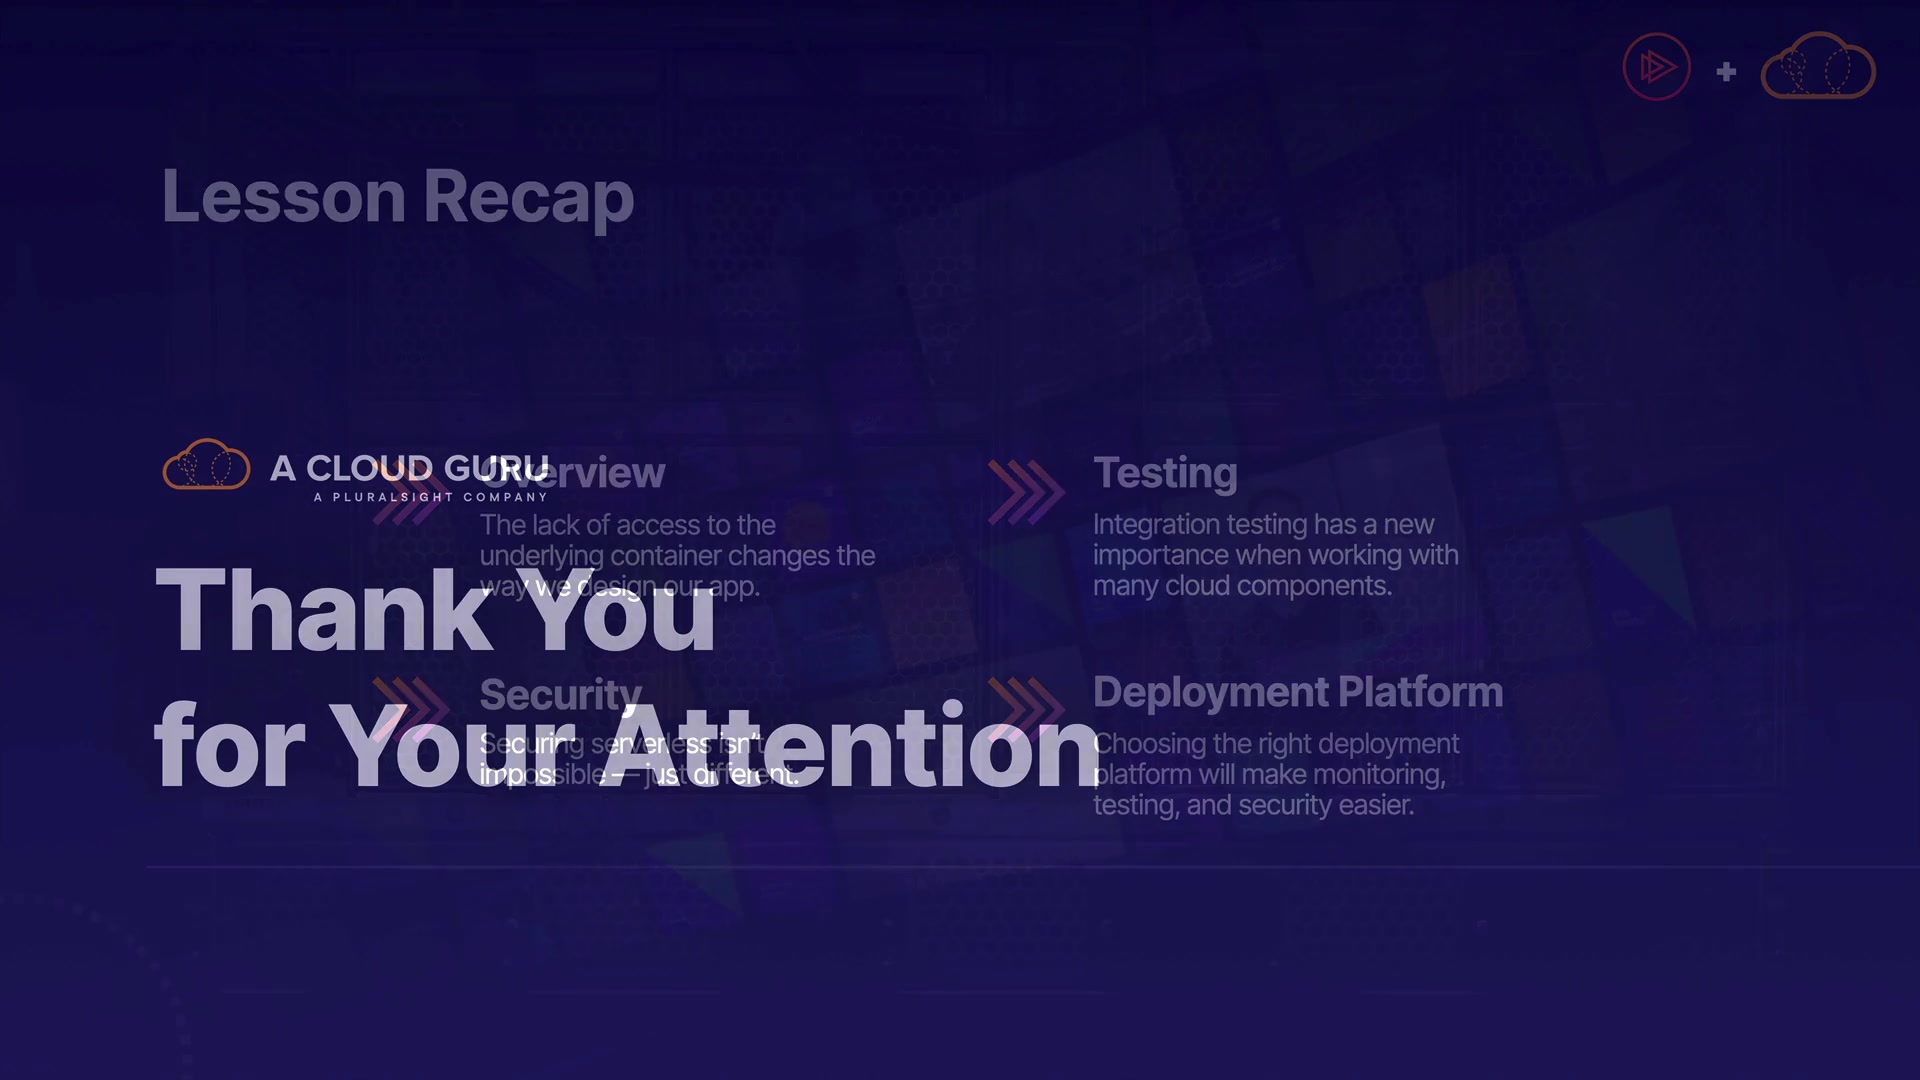 Lesson Recap
A CLOUD GURU
A PLURALSIGHT COMPANY
Overview
The lack of access to the
underlying container changes the
way we design our app.
Testing
Integration testing has a new
importance when working with
many cloud components.
Thank You
for Your Attention
Security
Securing serverless isn't
impossible — just different.
Deployment Platform
Choosing the right deployment
platform will make monitoring,
testing, and security easier.